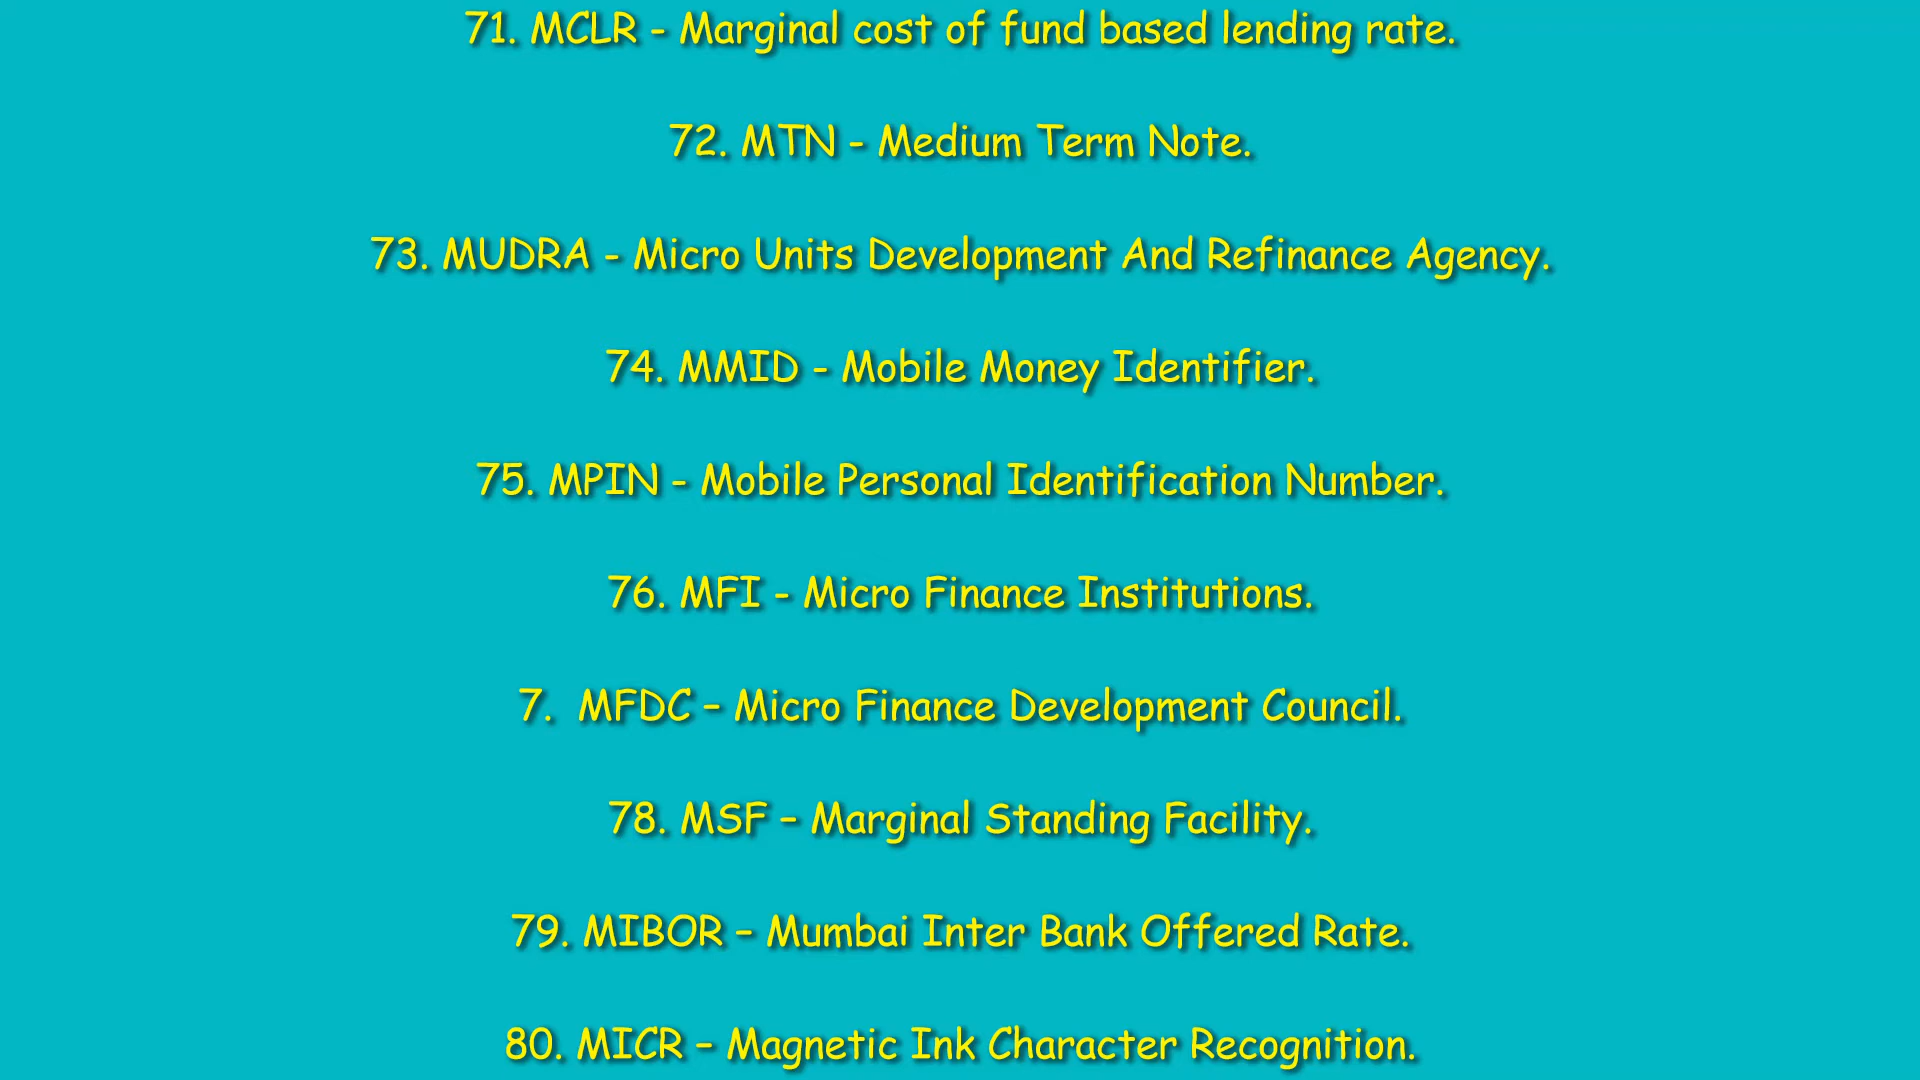 71. MCLR - Marginal cost of fund based lending rate.
72. MTN - Medium Term Note.
73. MUDRA - Micro Units Development And Refinance Agency.
74. MMID - Mobile Money Identifier.
75. MPIN - Mobile Personal Identification Number.
76. MFI - Micro Finance Institutions.
7.  MFDC – Micro Finance Development Council.
78. MSF – Marginal Standing Facility.
79. MIBOR – Mumbai Inter Bank Offered Rate.
80. MICR – Magnetic Ink Character Recognition.